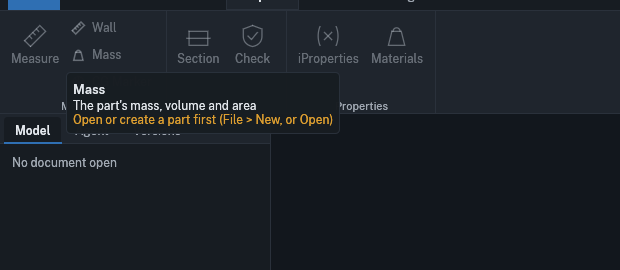 Wall
Measure
Mass
Section
Check
iProperties
Materials
Mass
The part's mass, volume and area
Open or create a part first (File > New, or Open)
Properties
Model
No document open